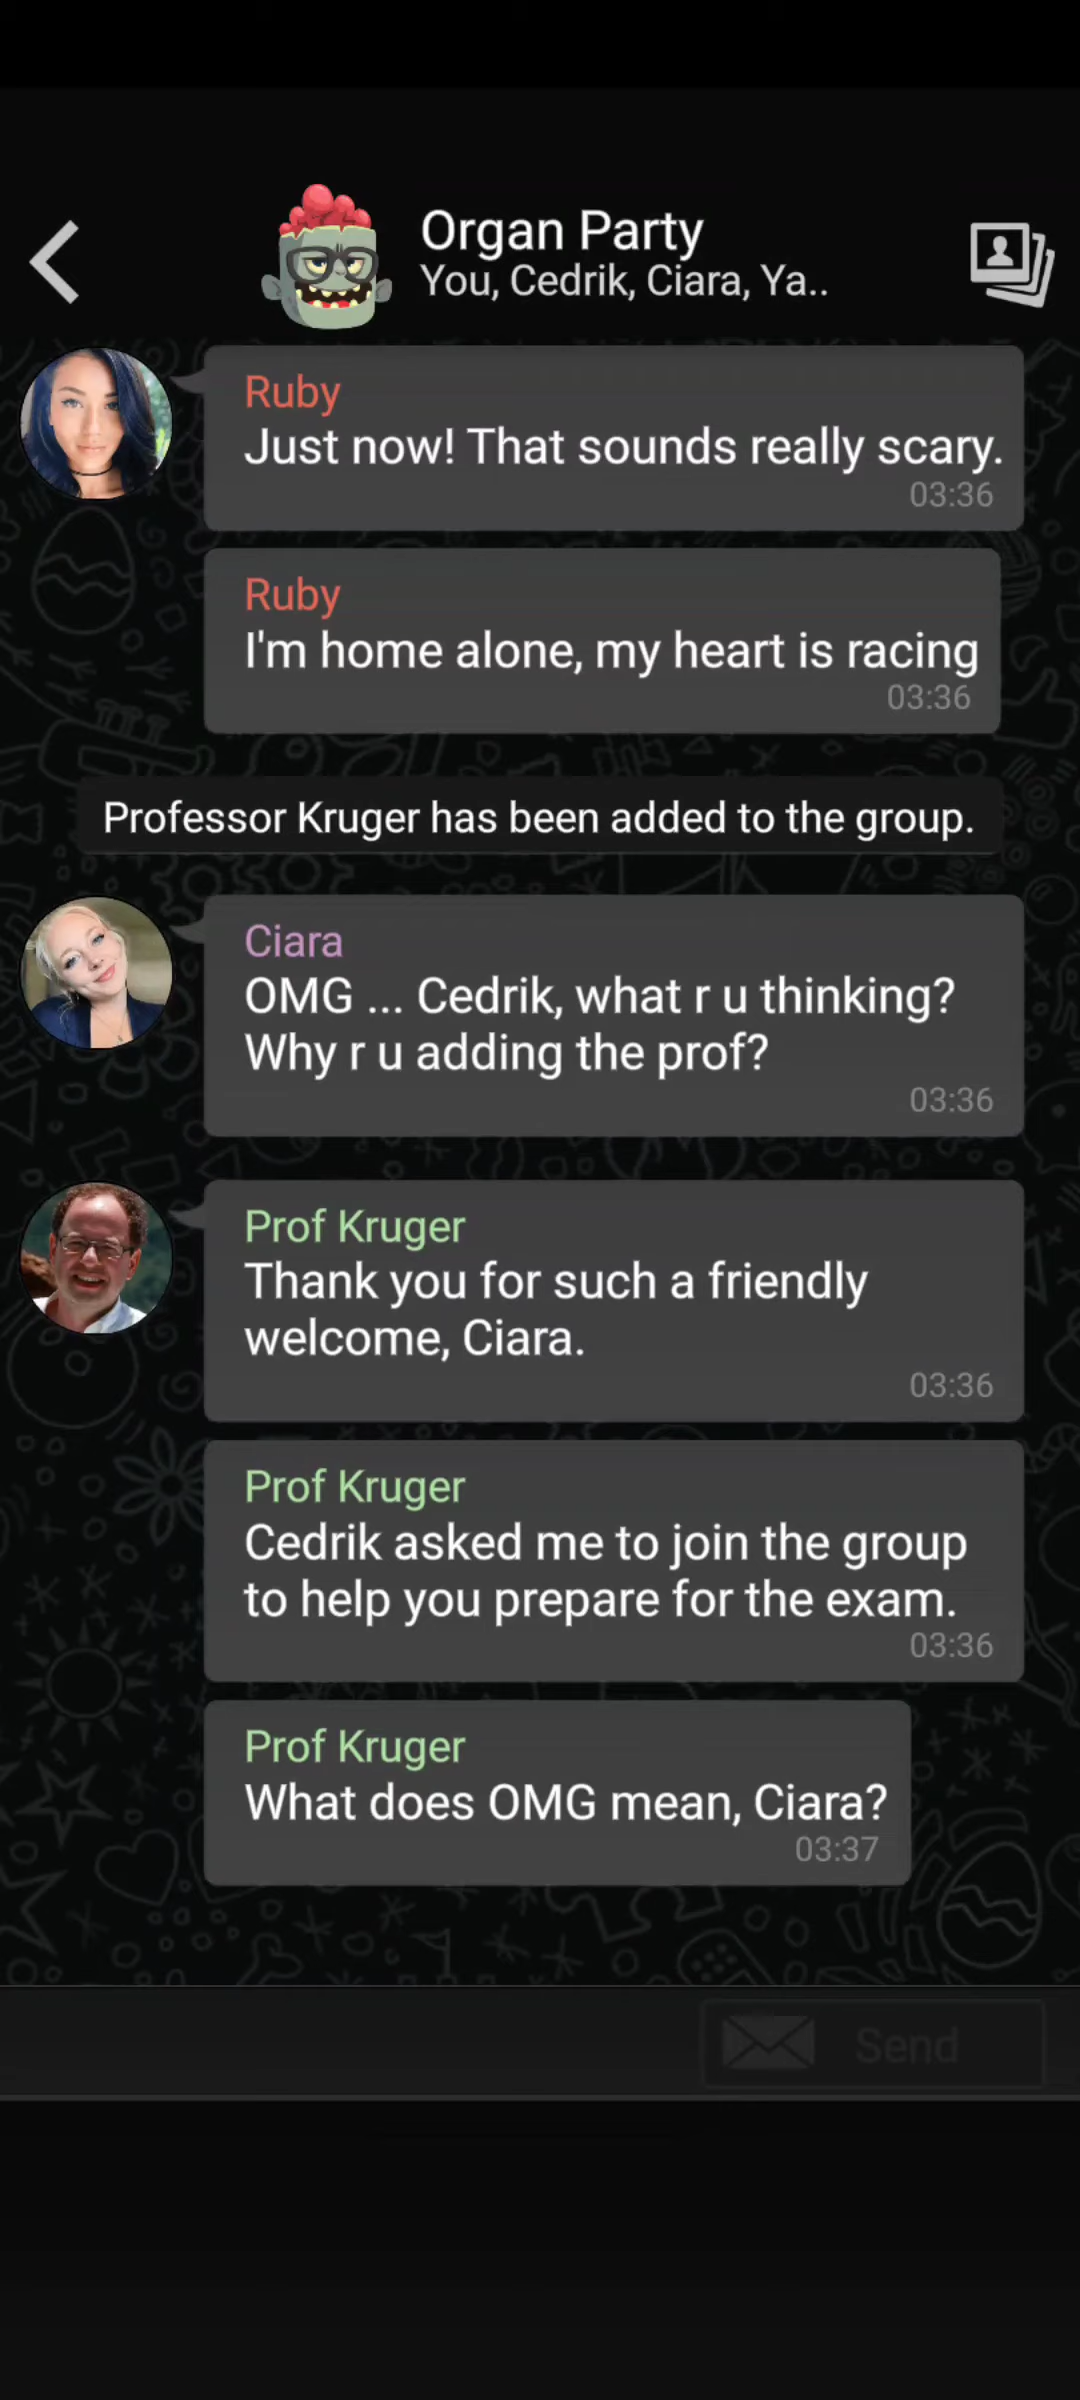 Organ Party
You, Cedrik, Ciara, Ya..
Ruby
Just now! That sounds really scary.
03:36
Ruby
I'm home alone, my heart is racing
03:36
Professor Kruger has been added to the group.
Ciara
OMG ... Cedrik, what r u thinking?
Why r u adding the prof?
03:36
Prof Kruger
Thank you for such a friendly
welcome, Ciara.
03:36
Prof Kruger
Cedrik asked me to join the group
to help you prepare for the exam.
03:36
Prof Kruger
What does OMG mean, Ciara?
03:37
Send